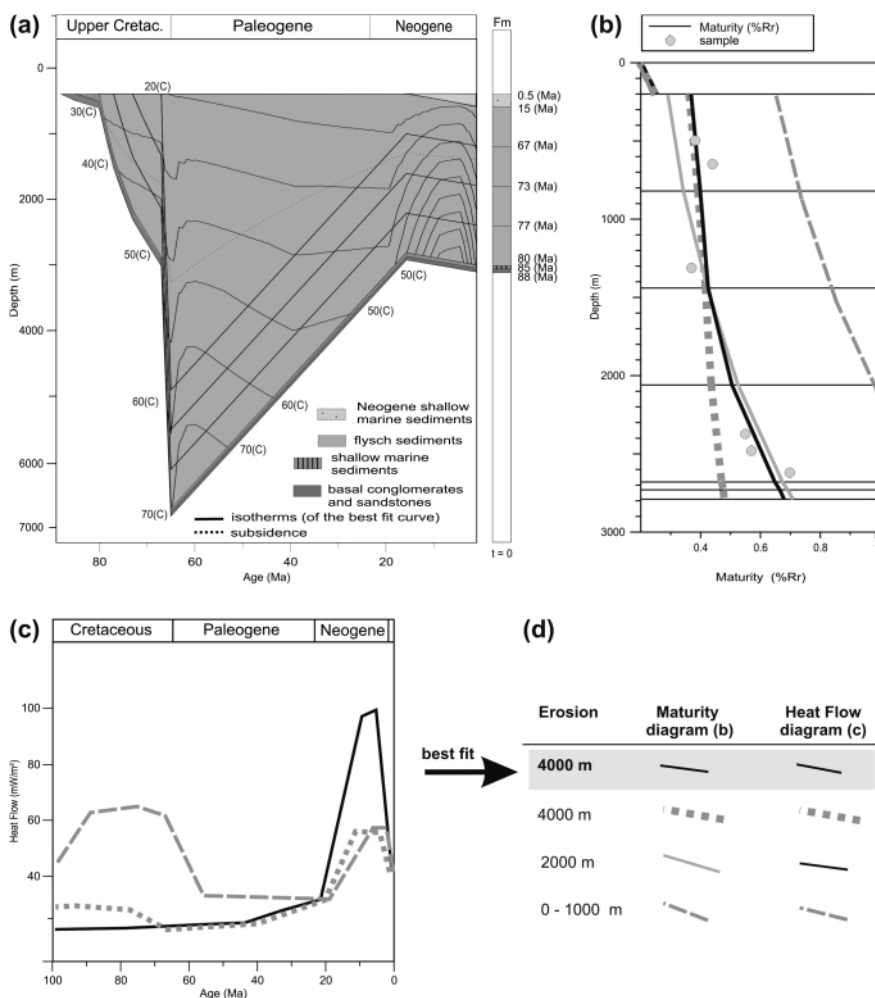 (a)
Upper Cretac.
Paleogene
Neogene
Fm
0
2000
4000
6000
7000
Depth (m)
20(C)
30(C)
40(C)
50(C)
60(C)
70(C)
50(C)
50(C)
60(C)
70(C)
0.5 (Ma)
15 (Ma)
67 (Ma)
73 (Ma)
77 (Ma)
80 (Ma)
85 (Ma)
88 (Ma)
t = 0
Neogene shallow
marine sediments
flysch sediments
shallow marine
sediments
basal conglomerates
and sandstones
isotherms (of the best fit curve)
subsidence
80
60
40
20
0
Age (Ma)
(b)
Maturity (%Rr)
sample
0
1000
2000
3000
Depth (m)
0.4
0.6
0.8
Maturity (%Rr)
(c)
Cretaceous
Paleogene
Neogene
100
80
60
40
Heat Flow (mW/m²)
100
80
60
40
20
0
Age (Ma)
best fit
(d)
Erosion
Maturity
diagram (b)
Heat Flow
diagram (c)
4000 m
4000 m
2000 m
0 - 1000 m